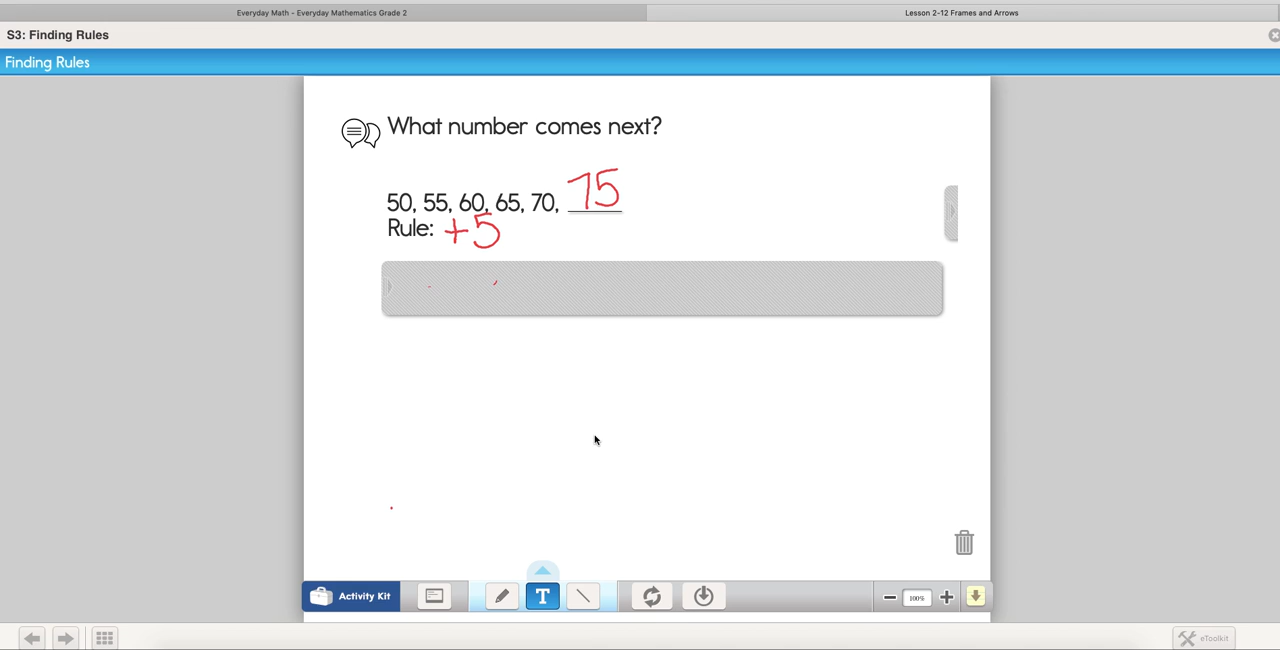 Everyday Math - Everyday Mathematics Grade 2
Lesson 2-12 Frames and Arrows
S3: Finding Rules
Finding Rules
What number comes next?
50, 55, 60, 65, 70, 75
Rule: +5
Activity Kit
T
100%
eToolkit